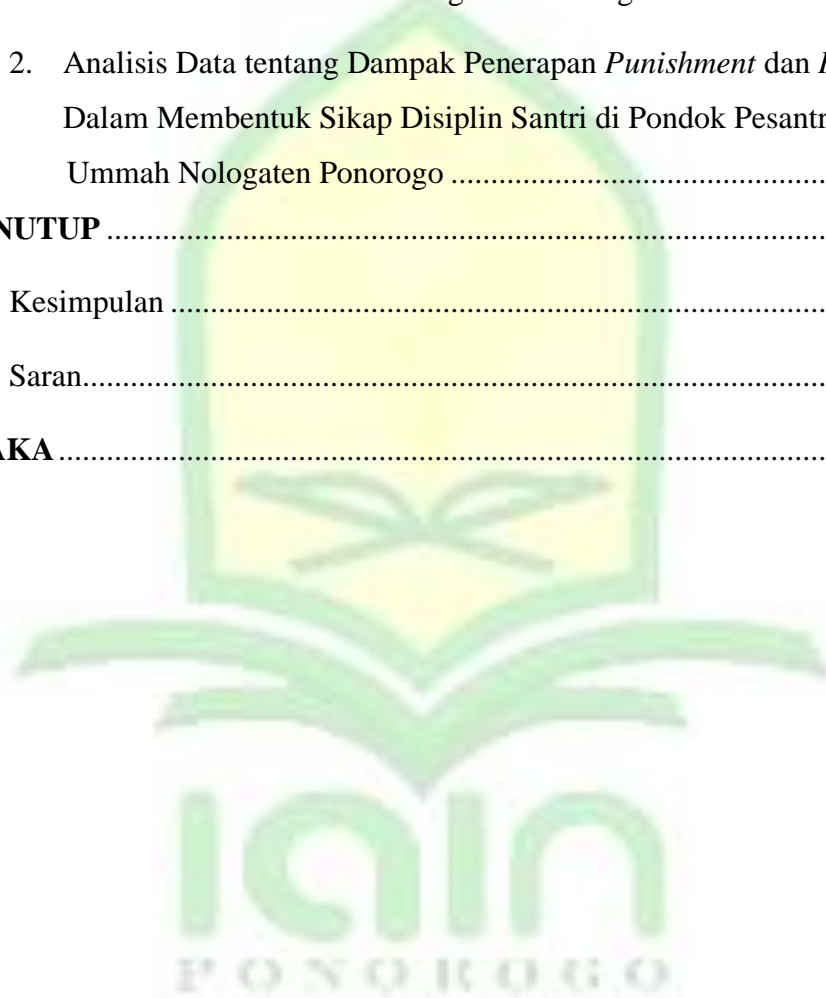 2. Analisis Data tentang Dampak Penerapan Punishment dan
Dalam Membentuk Sikap Disiplin Santri di Pondok Pesantr
Ummah Nologaten Ponorogo ................................................
NUTUP ................................................................................
Kesimpulan ................................................................................
Saran................................................................................
AKA ................................................................................
iain
PONOROGO